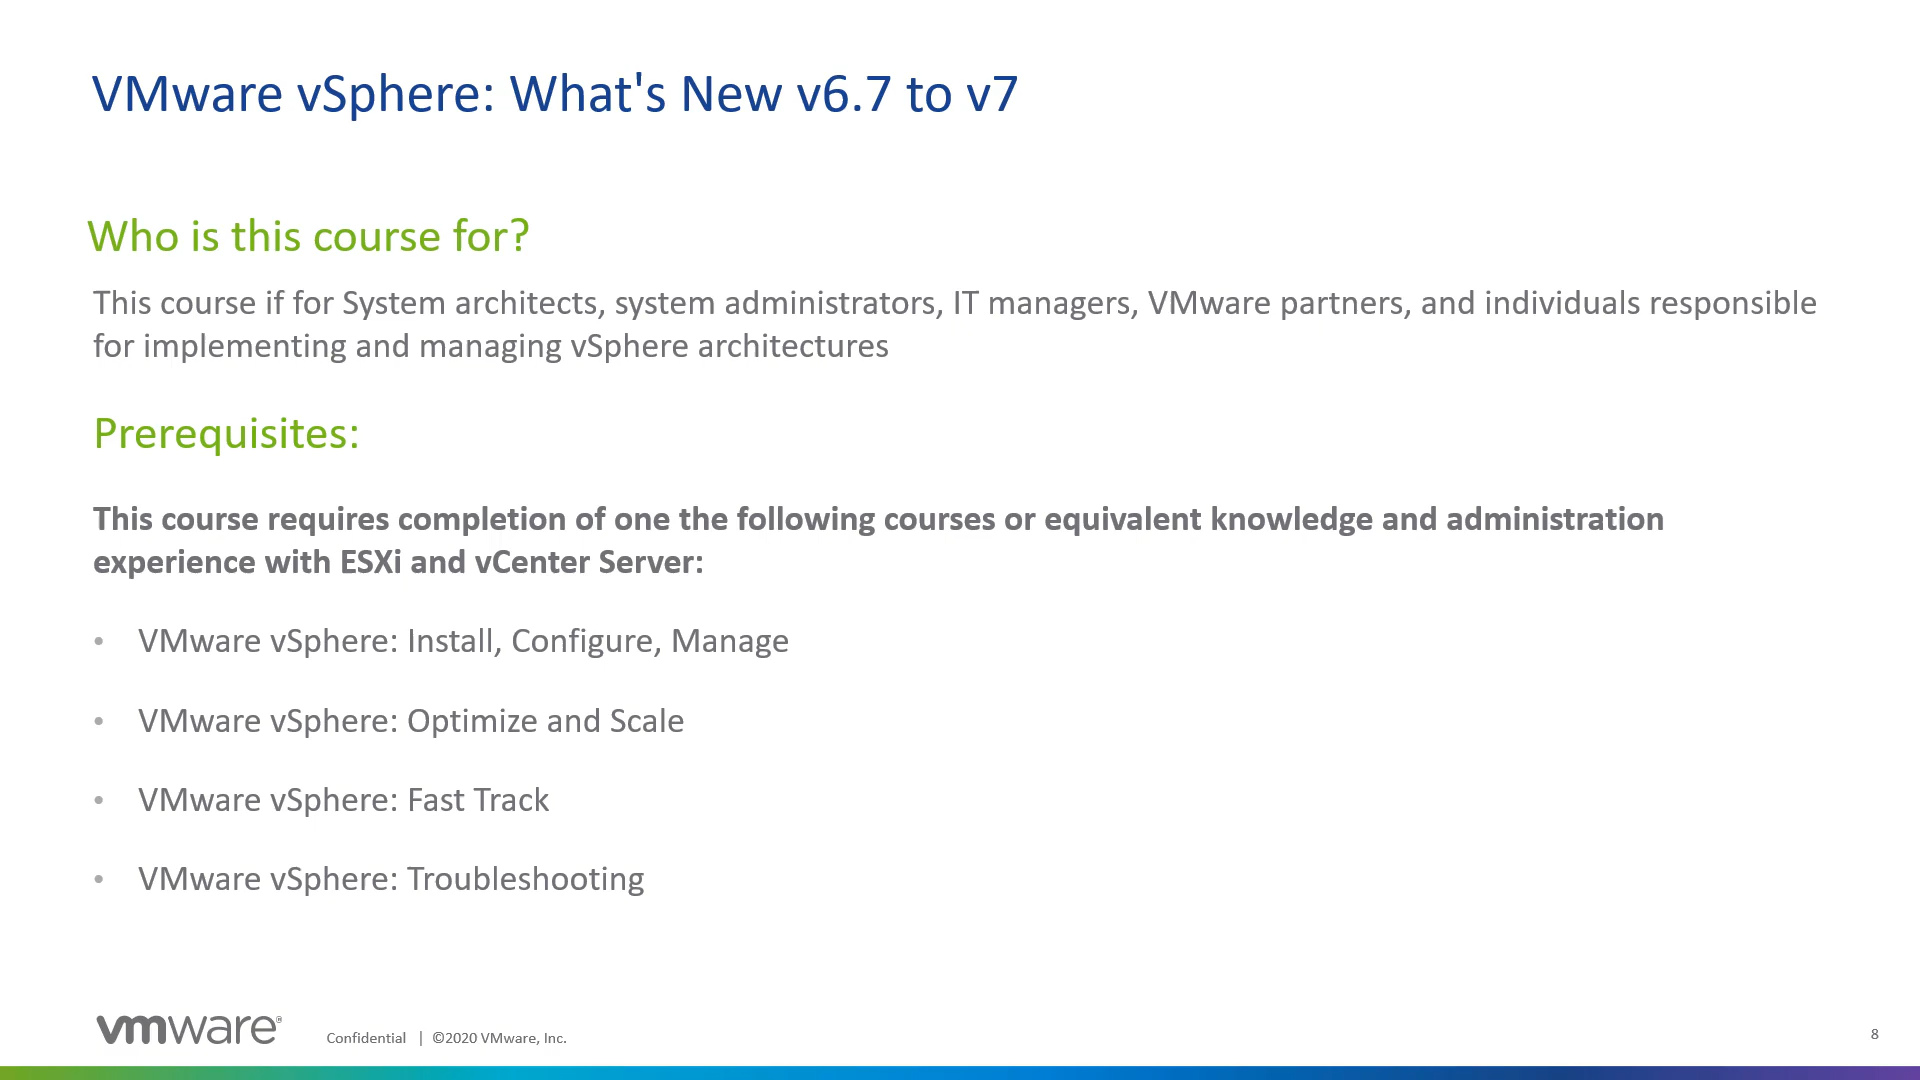 VMware vSphere: What's New v6.7 to v7
Who is this course for?
This course if for System architects, system administrators, IT managers, VMware partners, and individuals responsible
for implementing and managing vSphere architectures
Prerequisites:
This course requires completion of one the following courses or equivalent knowledge and administration
experience with ESXi and vCenter Server:
• VMware vSphere: Install, Configure, Manage
• VMware vSphere: Optimize and Scale
• VMware vSphere: Fast Track
• VMware vSphere: Troubleshooting
vmware® Confidential | ©2020 VMware, Inc. 8